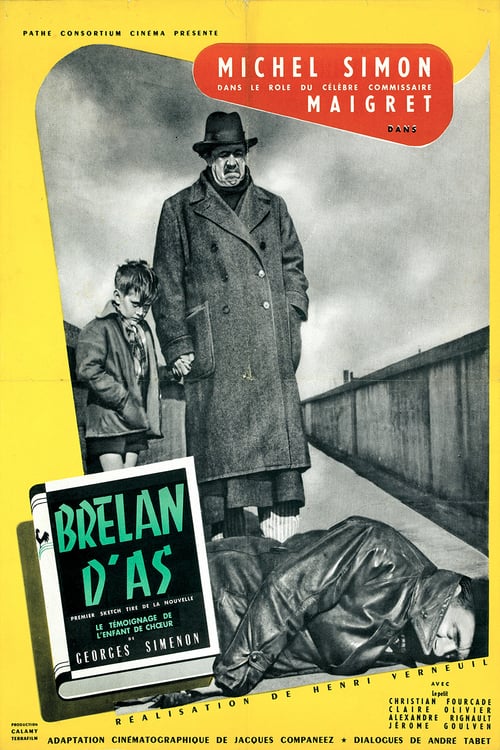 PATHE CONSORTIUM CINÉMA PRÉSENTE
MICHEL SIMON
DANS LE ROLE DU CÉLÈBRE COMMISSAIRE
MAIGRET
DANS
BRELAN
D'AS
PREMIER SKETCH TIRÉ DE LA NOUVELLE
LE TÉMOIGNAGE DE
L'ENFANT DE CHŒUR
DE
GEORGES SIMENON
RÉALISATION DE HENRI VERNEUIL
AVEC
le petit
CHRISTIAN FOURCADE
CLAIRE OLIVIER
ALEXANDRE RIGNAULT
JÉROME GOULVEN
PRODUCTION
CALAMY
TERRAFILM
ADAPTATION CINÉMATOGRAPHIQUE DE JACQUES COMPANEEZ ★ DIALOGUES DE ANDRÉ TABET